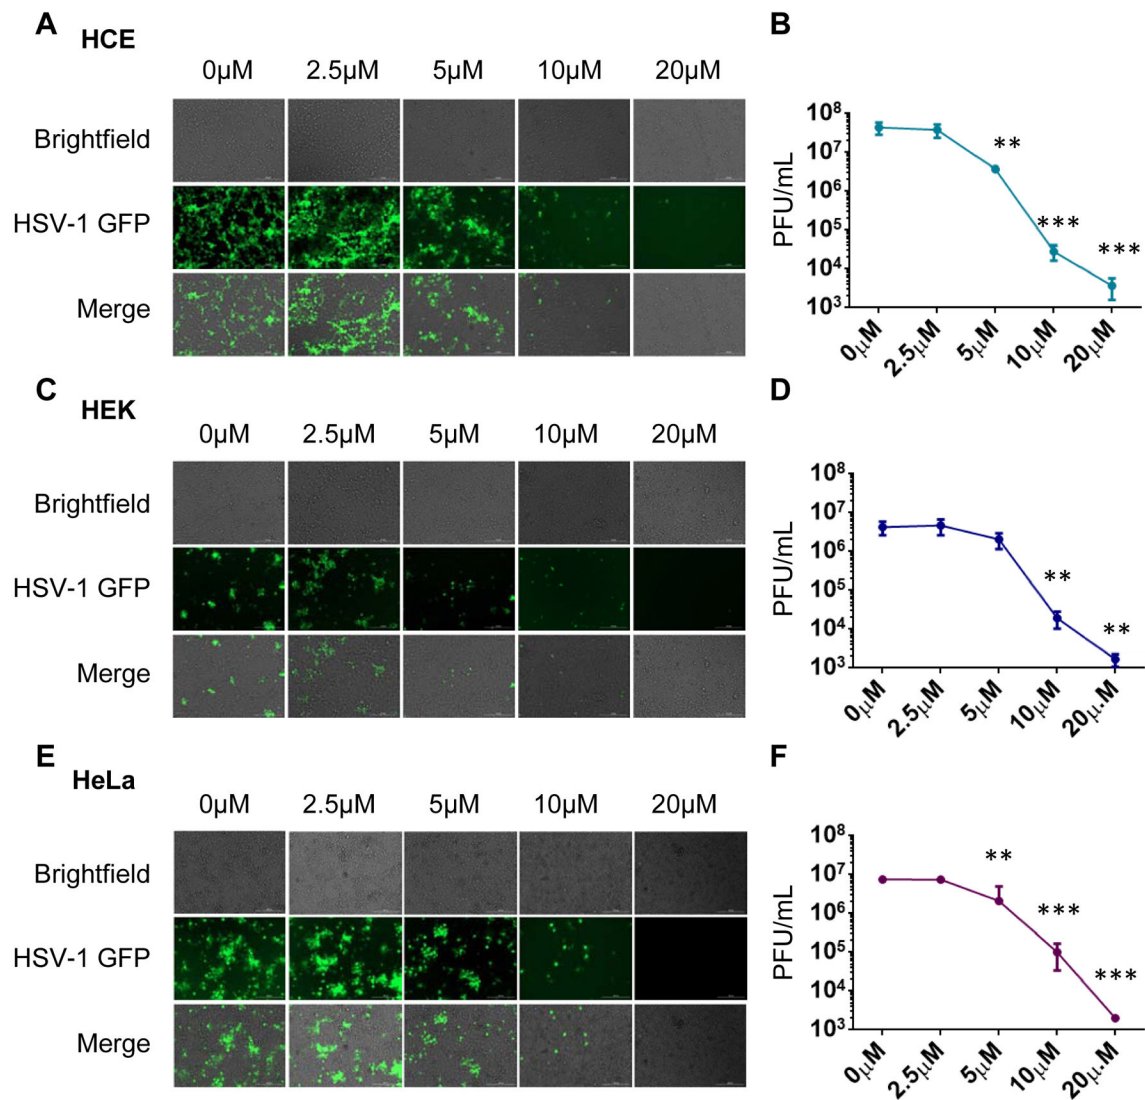 A
HCE
0µM 2.5µM 5µM 10µM 20µM
Brightfield
HSV-1 GFP
Merge
B
PFU/mL
10⁸
10⁷
10⁶
10⁵
10⁴
10³
**
***
***
0µM 2.5µM 5µM 10µM 20µM
C
HEK
0µM 2.5µM 5µM 10µM 20µM
Brightfield
HSV-1 GFP
Merge
D
PFU/mL
10⁸
10⁷
10⁶
10⁵
10⁴
10³
**
**
0µM 2.5µM 5µM 10µM 20µ.M
E
HeLa
0µM 2.5µM 5µM 10µM 20µM
Brightfield
HSV-1 GFP
Merge
F
PFU/mL
10⁸
10⁷
10⁶
10⁵
10⁴
10³
**
***
***
0µM 2.5µM 5µM 10µM 20µ.M